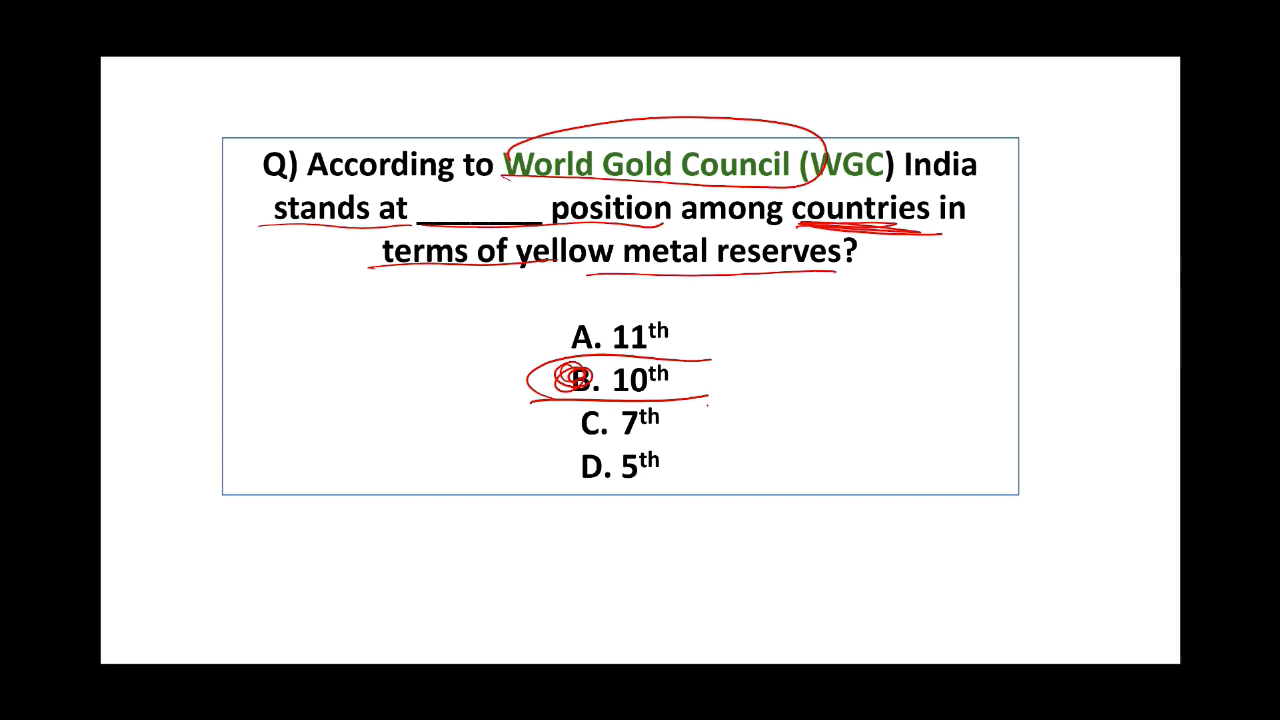 Q) According to World Gold Council (WGC) India
stands at _______ position among countries in
terms of yellow metal reserves?
A. 11th
B. 10th
C. 7th
D. 5th